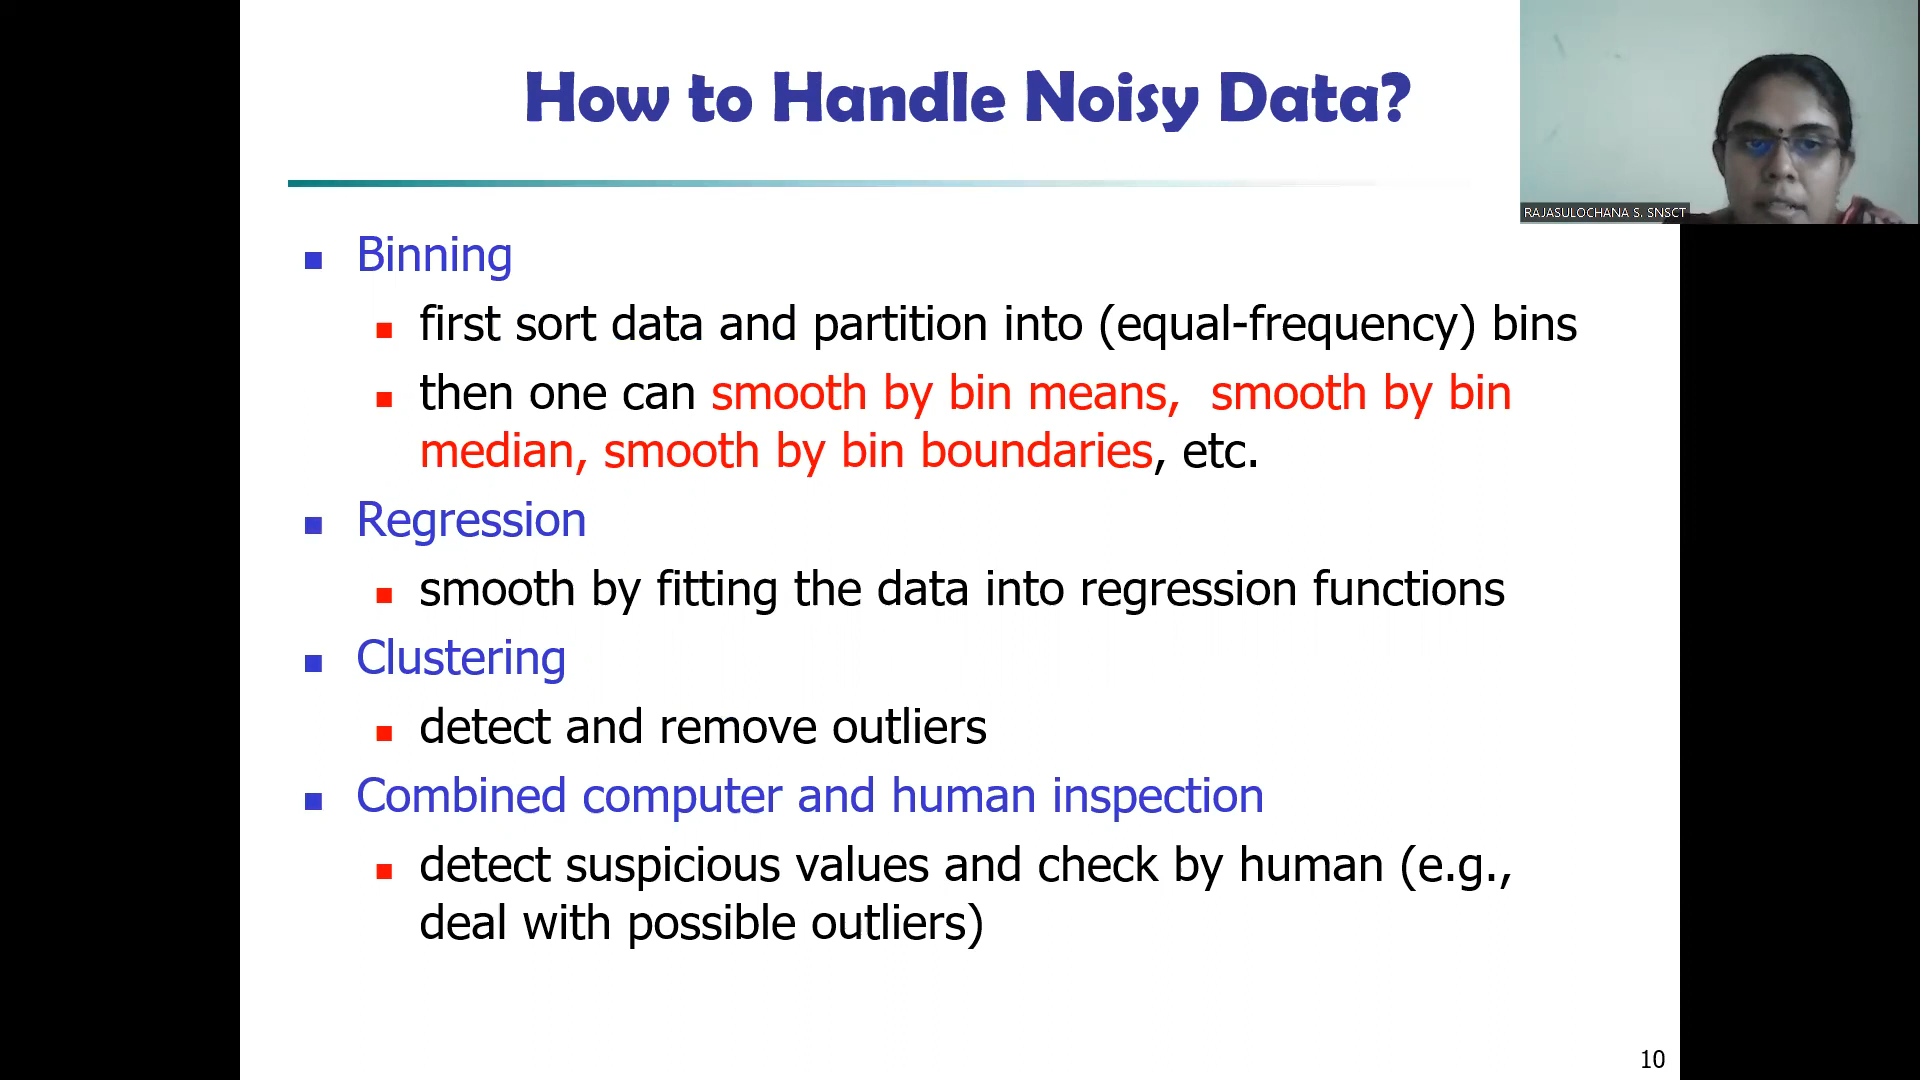 How to Handle Noisy Data?
RAJASULOCHANA S. SNSCT
Binning
first sort data and partition into (equal-frequency) bins
then one can smooth by bin means,  smooth by bin
median, smooth by bin boundaries, etc.
Regression
smooth by fitting the data into regression functions
Clustering
detect and remove outliers
Combined computer and human inspection
detect suspicious values and check by human (e.g.,
deal with possible outliers)
10